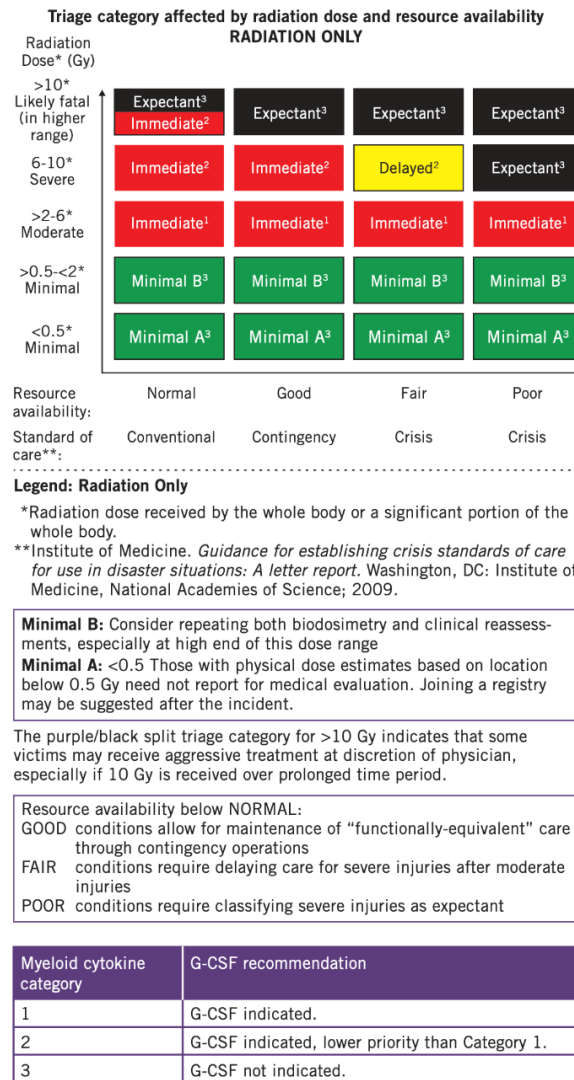 Triage category affected by radiation dose and resource availability
RADIATION ONLY
Radiation
Dose* (Gy)
>10*
Likely fatal
(in higher
range)
Expectant³
Immediate²
Expectant³
Expectant³
Expectant³
6-10*
Severe
Immediate²
Immediate²
Delayed²
Expectant³
>2-6*
Moderate
Immediate¹
Immediate¹
Immediate¹
Immediate¹
>0.5-<2*
Minimal
Minimal B³
Minimal B³
Minimal B³
Minimal B³
<0.5*
Minimal
Minimal A³
Minimal A³
Minimal A³
Minimal A³
Resource availability:
Normal
Good
Fair
Poor
Standard of care**:
Conventional
Contingency
Crisis
Crisis
Legend: Radiation Only
*Radiation dose received by the whole body or a significant portion of the
whole body.
**Institute of Medicine. Guidance for establishing crisis standards of care
for use in disaster situations: A letter report. Washington, DC: Institute of
Medicine, National Academies of Science; 2009.
Minimal B: Consider repeating both biodosimetry and clinical reassess-
ments, especially at high end of this dose range
Minimal A: <0.5 Those with physical dose estimates based on location
below 0.5 Gy need not report for medical evaluation. Joining a registry
may be suggested after the incident.
The purple/black split triage category for >10 Gy indicates that some
victims may receive aggressive treatment at discretion of physician,
especially if 10 Gy is received over prolonged time period.
Resource availability below NORMAL:
GOOD conditions allow for maintenance of “functionally-equivalent” care
through contingency operations
FAIR conditions require delaying care for severe injuries after moderate
injuries
POOR conditions require classifying severe injuries as expectant
Myeloid cytokine
category
G-CSF recommendation
1
G-CSF indicated.
2
G-CSF indicated, lower priority than Category 1.
3
G-CSF not indicated.